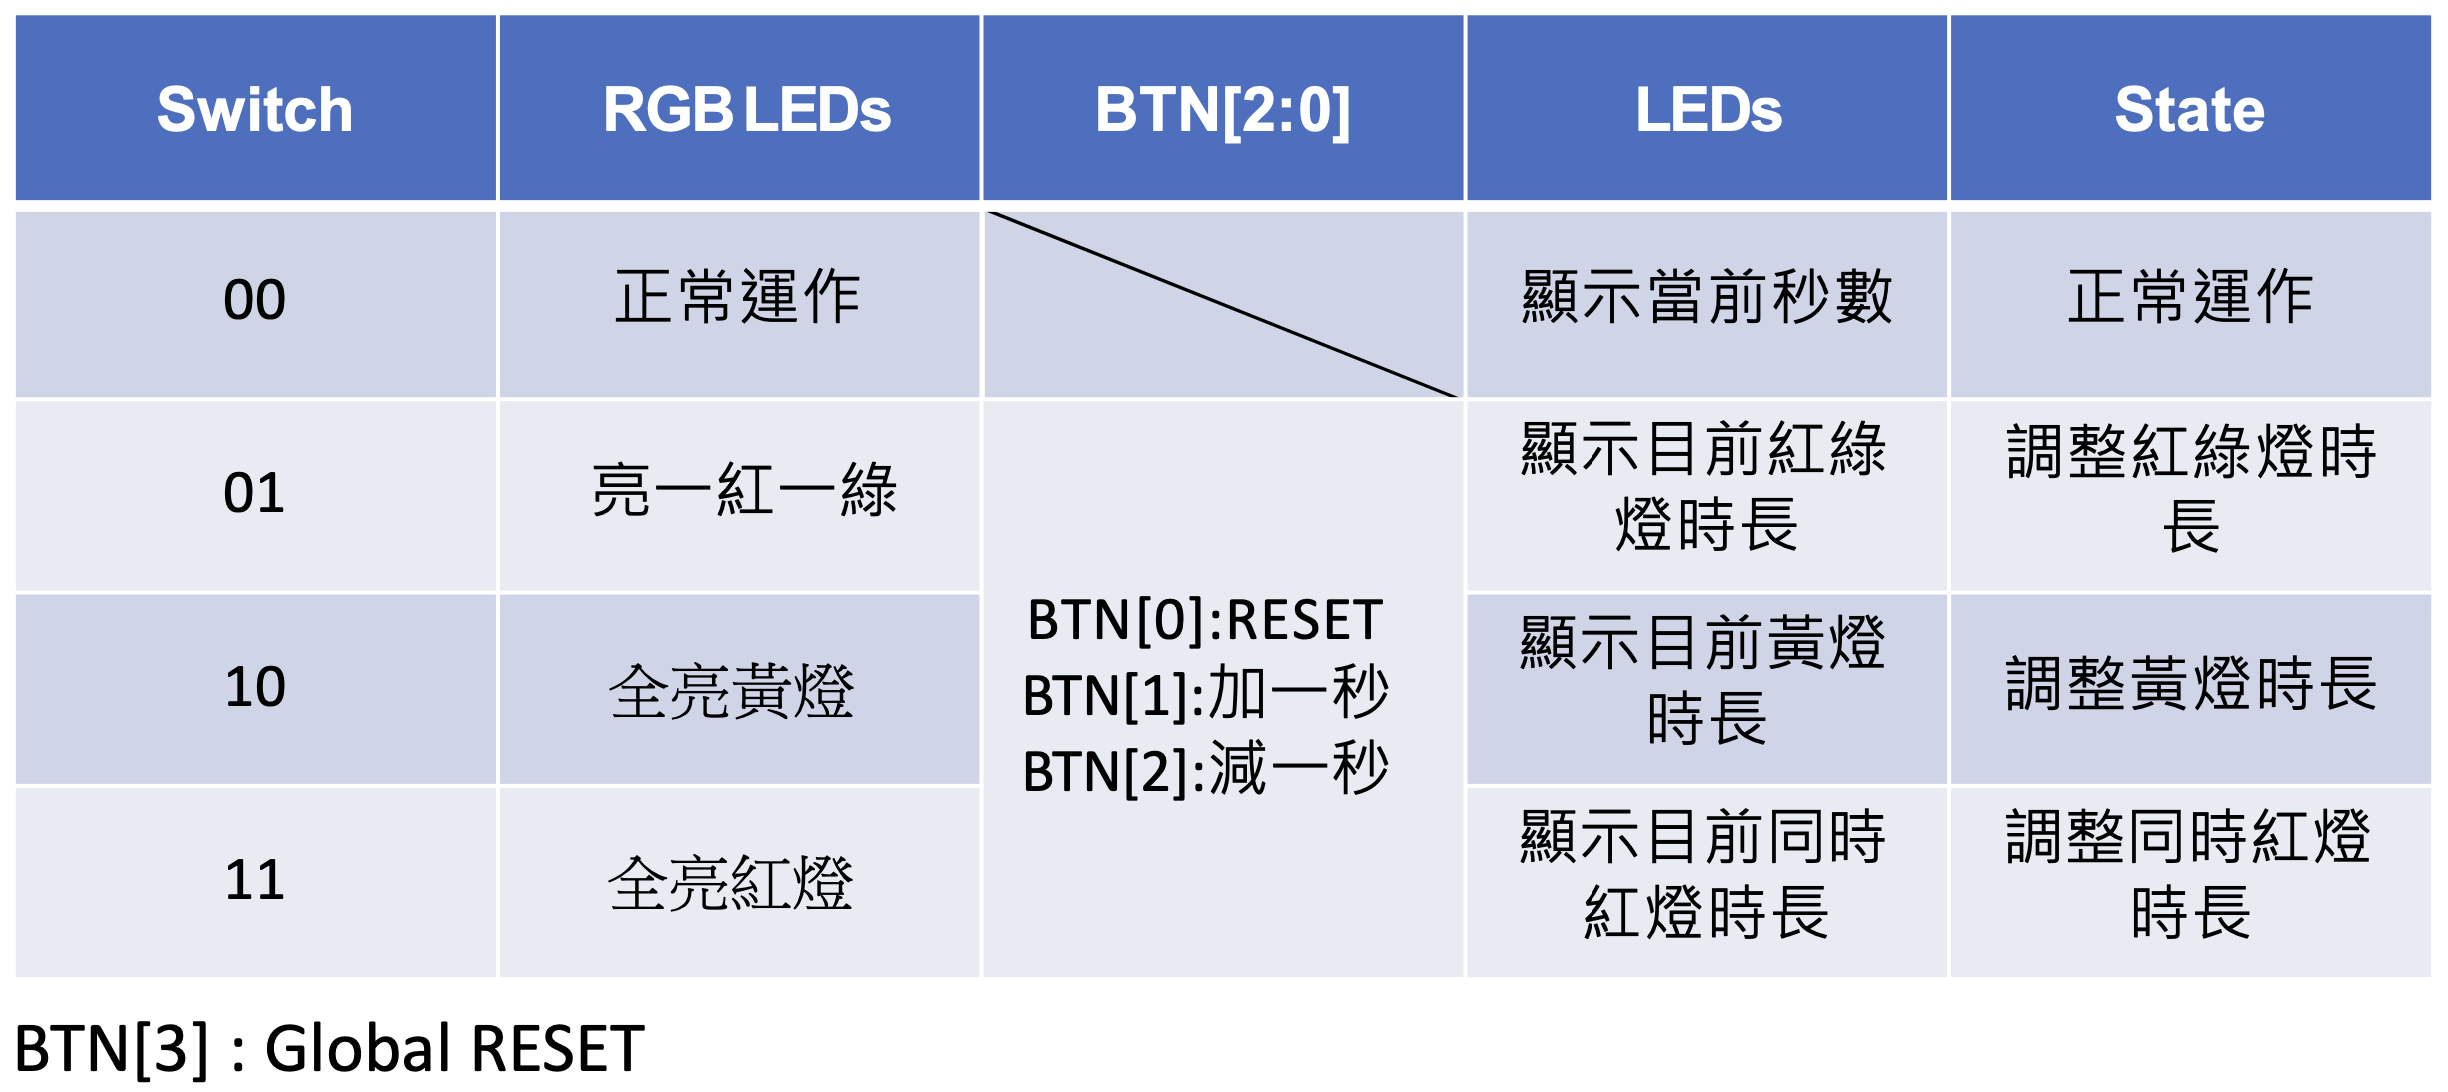 Switch
RGB LEDs
BTN[2:0]
LEDs
State
00
正常運作
顯示當前秒數
正常運作
01
亮一紅一綠
BTN[0]:RESET
BTN[1]:加一秒
BTN[2]:減一秒
顯示目前紅綠
燈時長
調整紅綠燈時
長
10
全亮黃燈
顯示目前黃燈
時長
調整黃燈時長
11
全亮紅燈
顯示目前同時
紅燈時長
調整同時紅燈
時長
BTN[3] : Global RESET